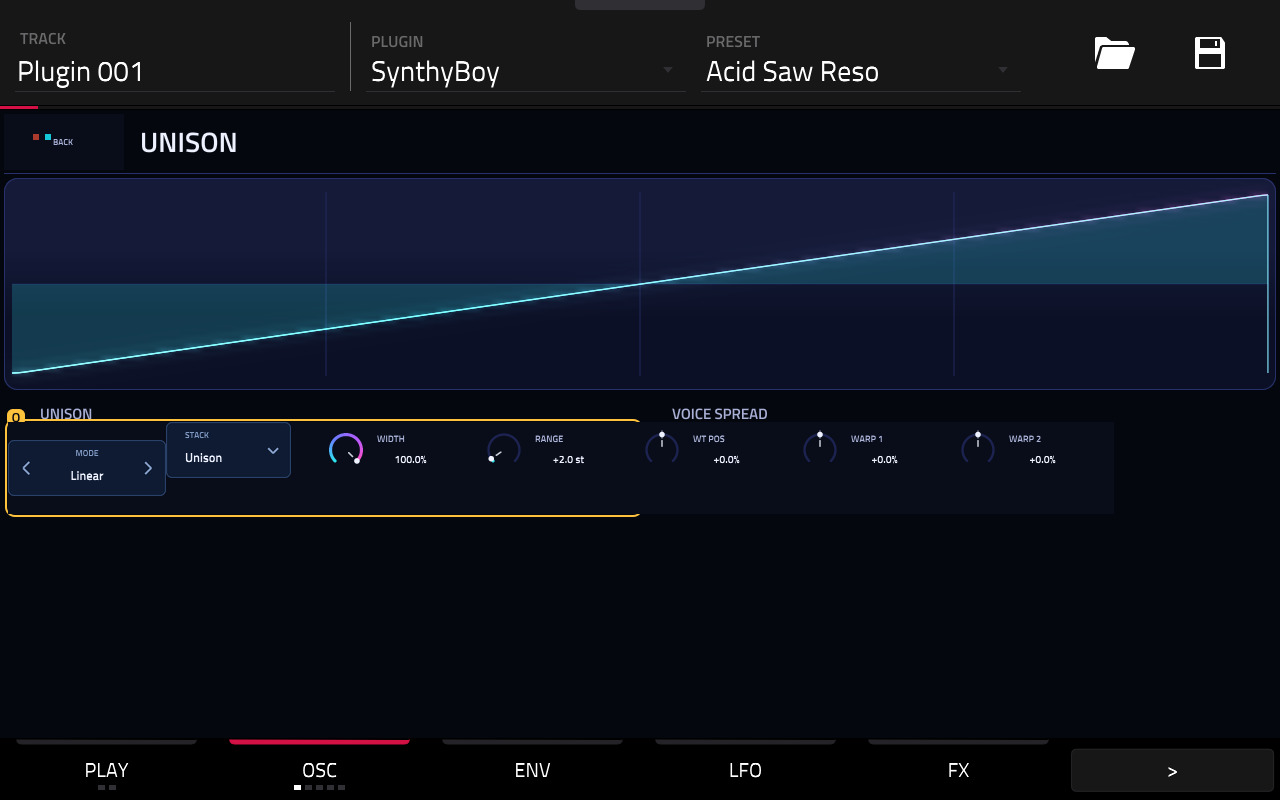 TRACK
Plugin 001
PLUGIN
SynthyBoy
PRESET
Acid Saw Reso
BACK
UNISON
UNISON
VOICE SPREAD
MODE
Linear
STACK
Unison
WIDTH
100.0%
RANGE
+2.0 st
WT POS
+0.0%
WARP 1
+0.0%
WARP 2
+0.0%
PLAY
OSC
ENV
LFO
FX
>